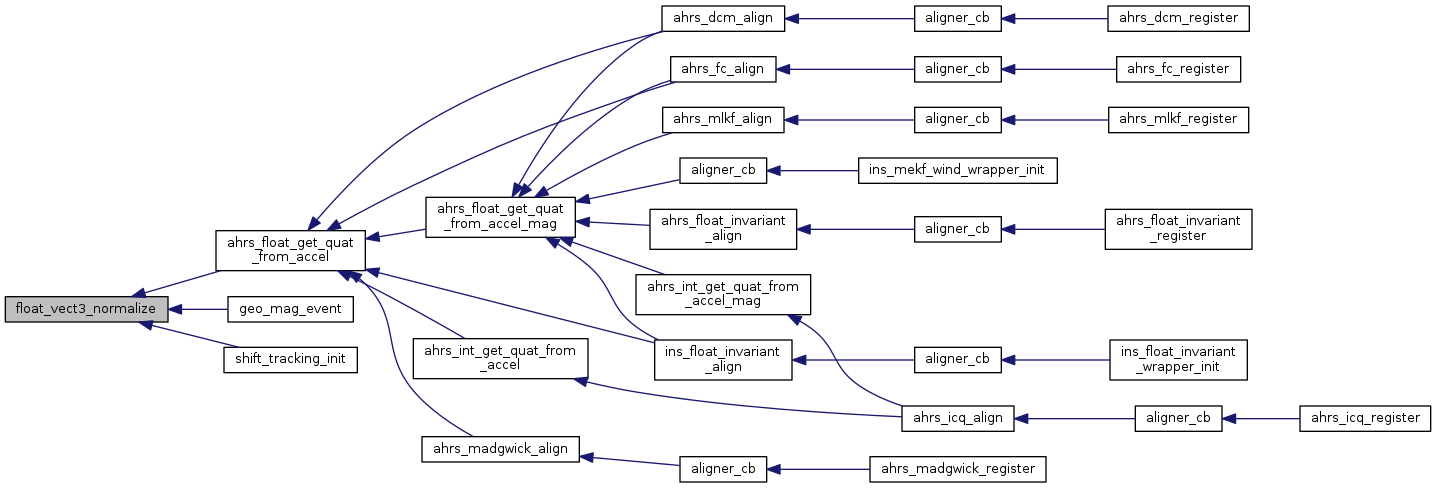 ahrs_dcm_align
aligner_cb
ahrs_dcm_register
ahrs_fc_align
aligner_cb
ahrs_fc_register
ahrs_mlkf_align
aligner_cb
ahrs_mlkf_register
aligner_cb
ins_mekf_wind_wrapper_init
ahrs_float_get_quat
_from_accel_mag
ahrs_float_invariant
_align
aligner_cb
ahrs_float_invariant
_register
ahrs_float_get_quat
_from_accel
ahrs_int_get_quat_from
_accel_mag
float_vect3_normalize
geo_mag_event
shift_tracking_init
ahrs_int_get_quat_from
_accel
ins_float_invariant
_align
aligner_cb
ins_float_invariant
_wrapper_init
ahrs_icq_align
aligner_cb
ahrs_icq_register
ahrs_madgwick_align
aligner_cb
ahrs_madgwick_register